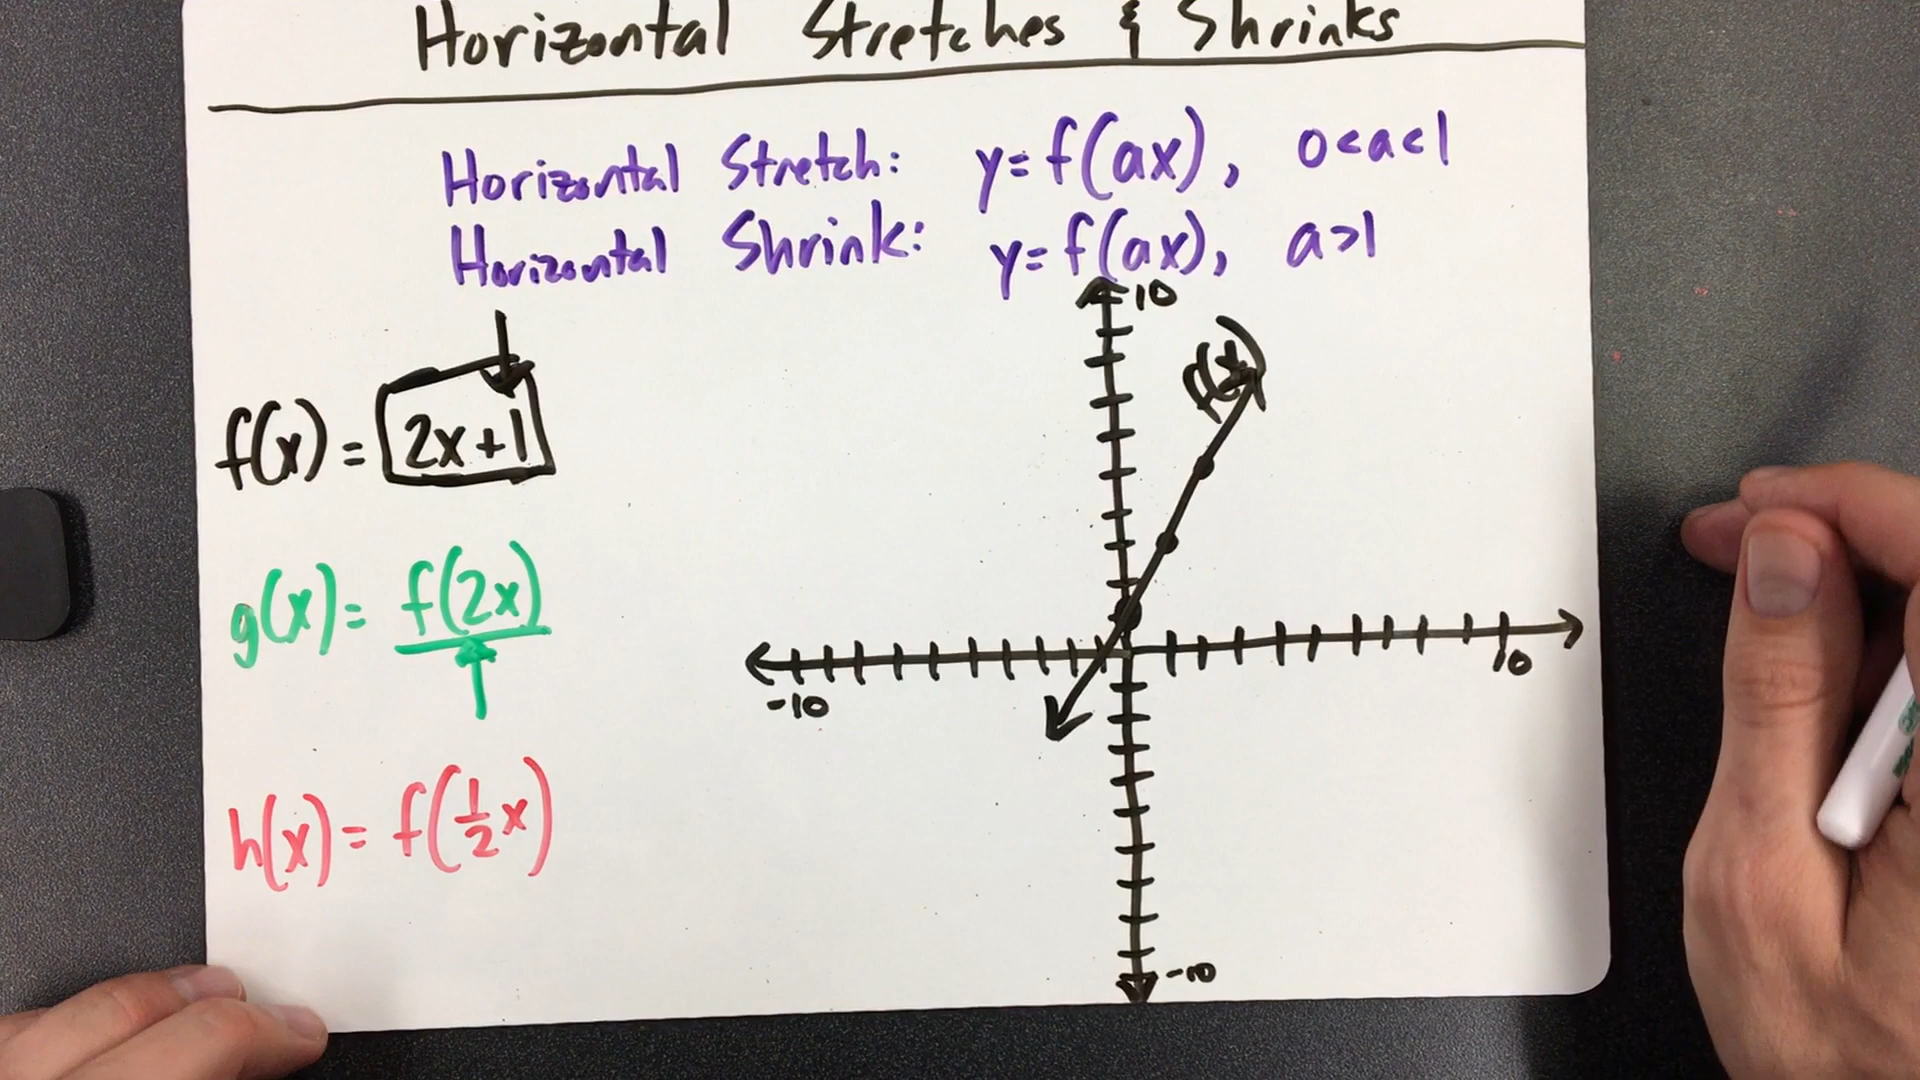 Horizontal Stretches & Shrinks
Horizontal Stretch: y=f(ax), 0<a<1
Horizontal Shrink: y=f(ax), a>1
10
f(x)
f(x) = 2x+1
g(x)= f(2x)
-10
10
h(x)= f(½x)
-10